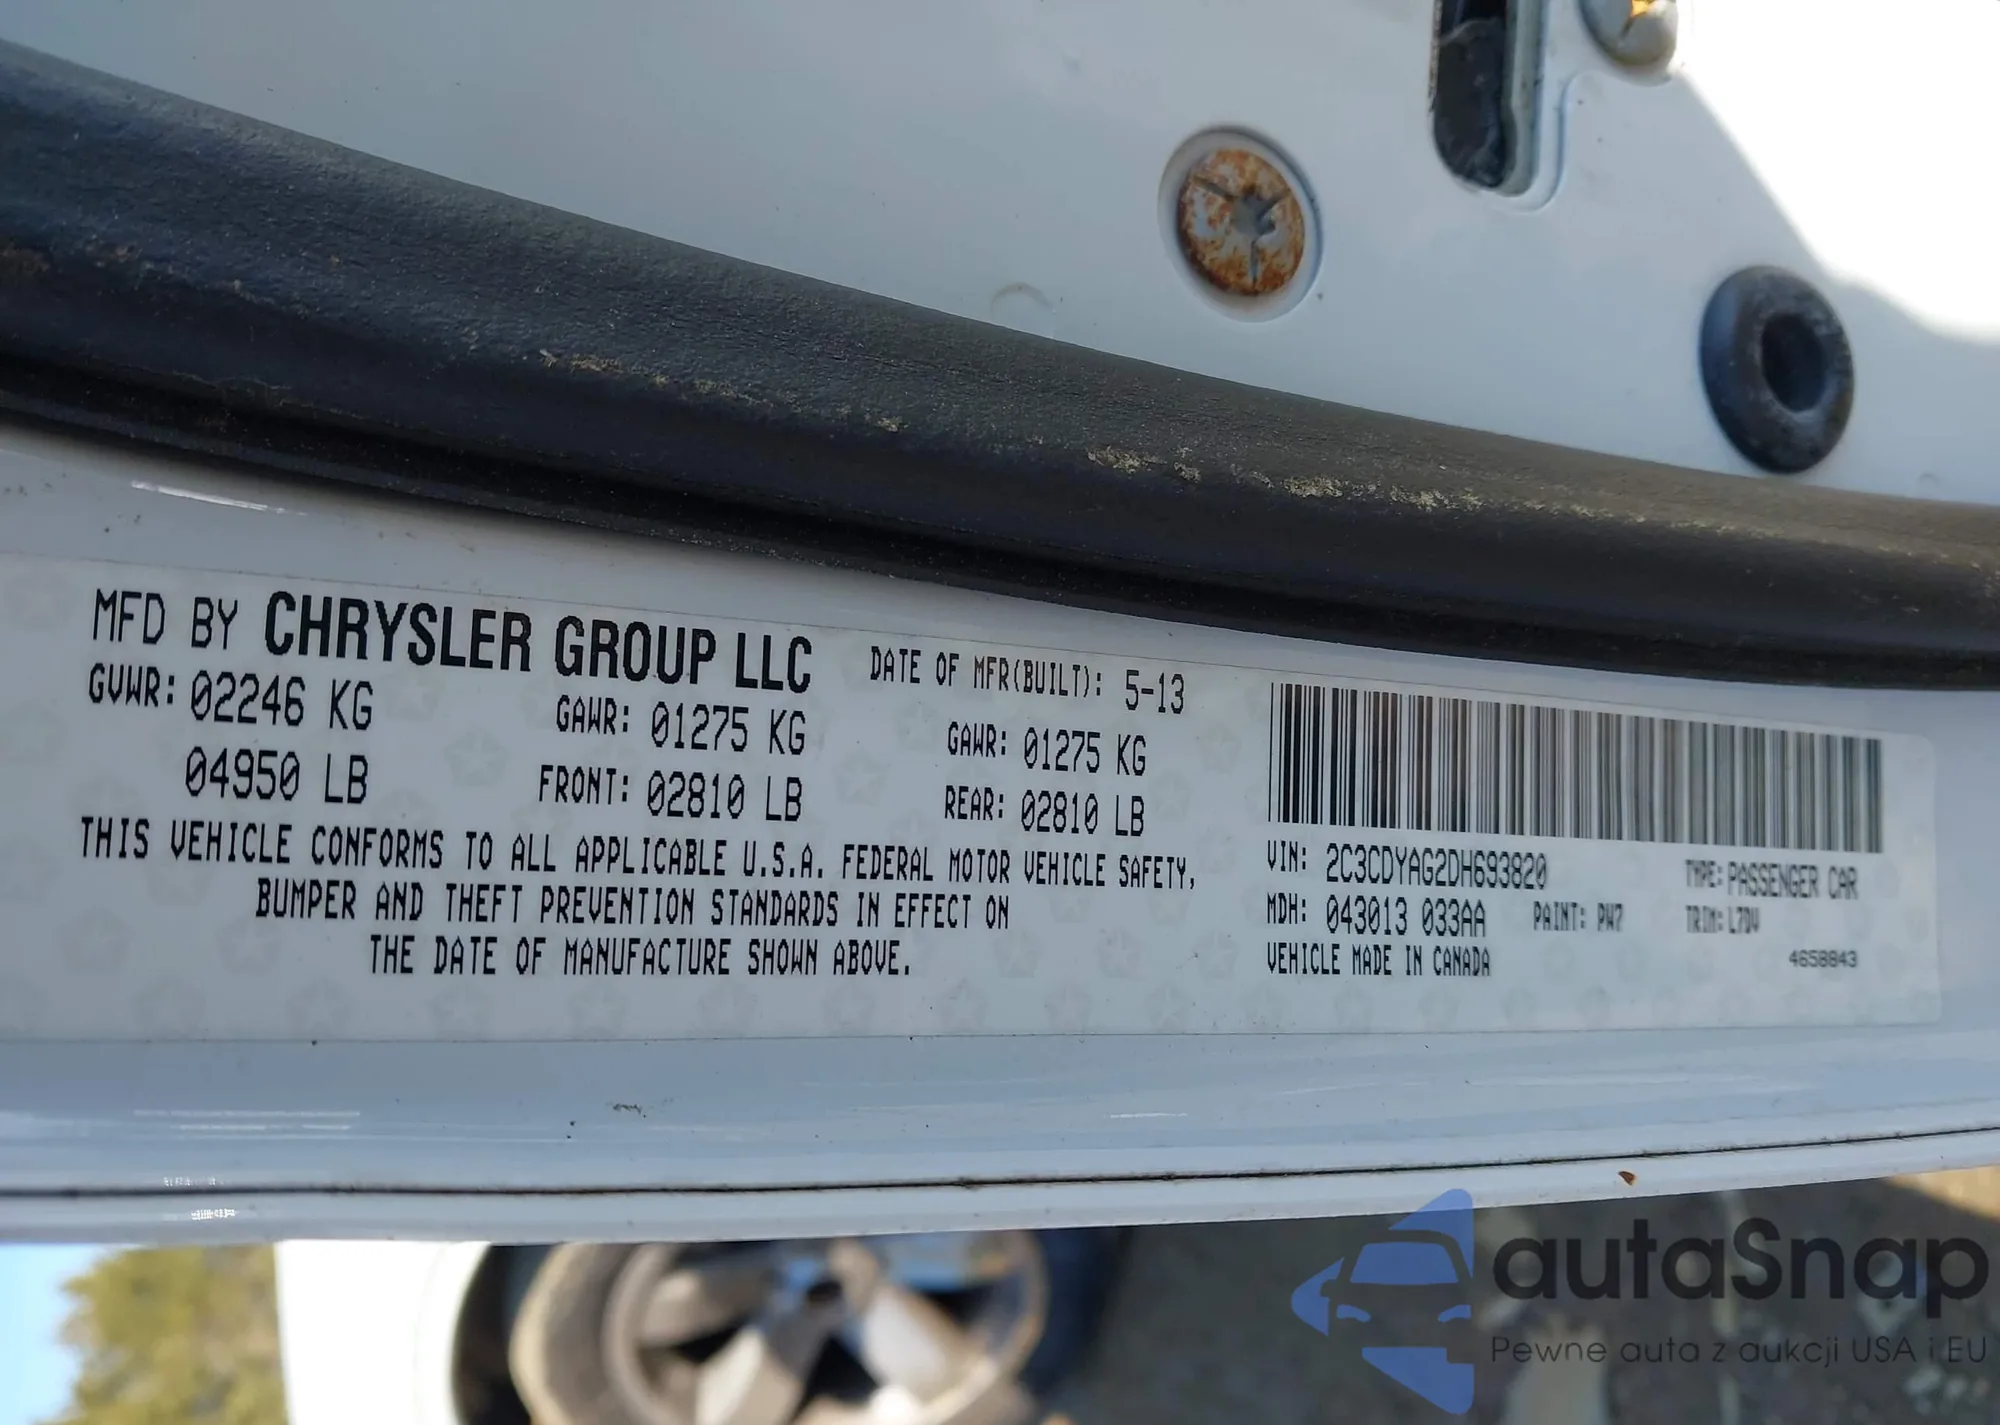 MFD BY CHRYSLER GROUP LLC
DATE OF MFR(BUILT): 5-13
GVWR: 02246 KG
04950 LB
GAWR: 01275 KG
FRONT: 02810 LB
GAWR: 01275 KG
REAR: 02810 LB
THIS VEHICLE CONFORMS TO ALL APPLICABLE U.S.A. FEDERAL MOTOR VEHICLE SAFETY,
BUMPER AND THEFT PREVENTION STANDARDS IN EFFECT ON
THE DATE OF MANUFACTURE SHOWN ABOVE.
VIN: 2C3CDYAG2DH693820
TYPE: PASSENGER CAR
MDH: 043013 033AA
PAINT: PW7
TRIM: L7DV
VEHICLE MADE IN CANADA
4658843
autaSnap
Pewne auta z aukcji USA i EU